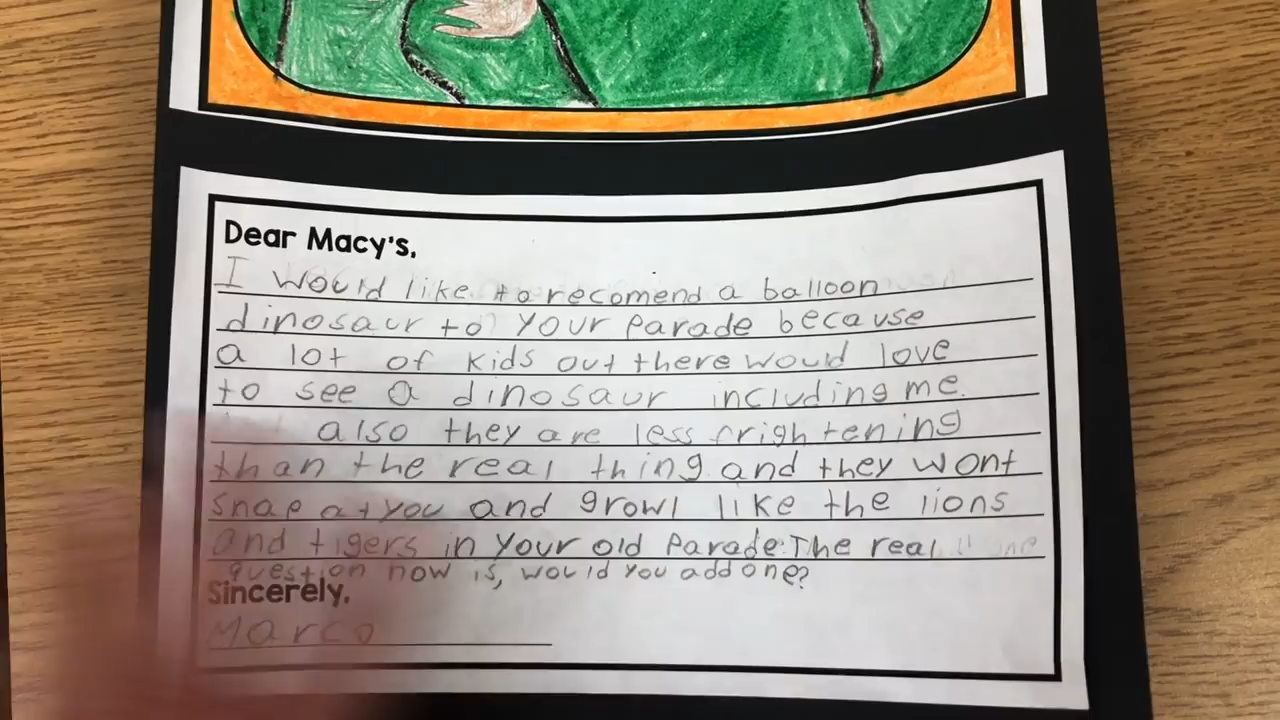 Dear Macy's,
I would like to recomend a balloon
dinosaur to your parade because
a lot of kids out there would love
to see a dinosaur including me.
also they are less frightening
than the real thing and they wont
snap at you and growl like the lions
and tigers in your old parade. The real
question now is, would you add one?
Sincerely,
Marco